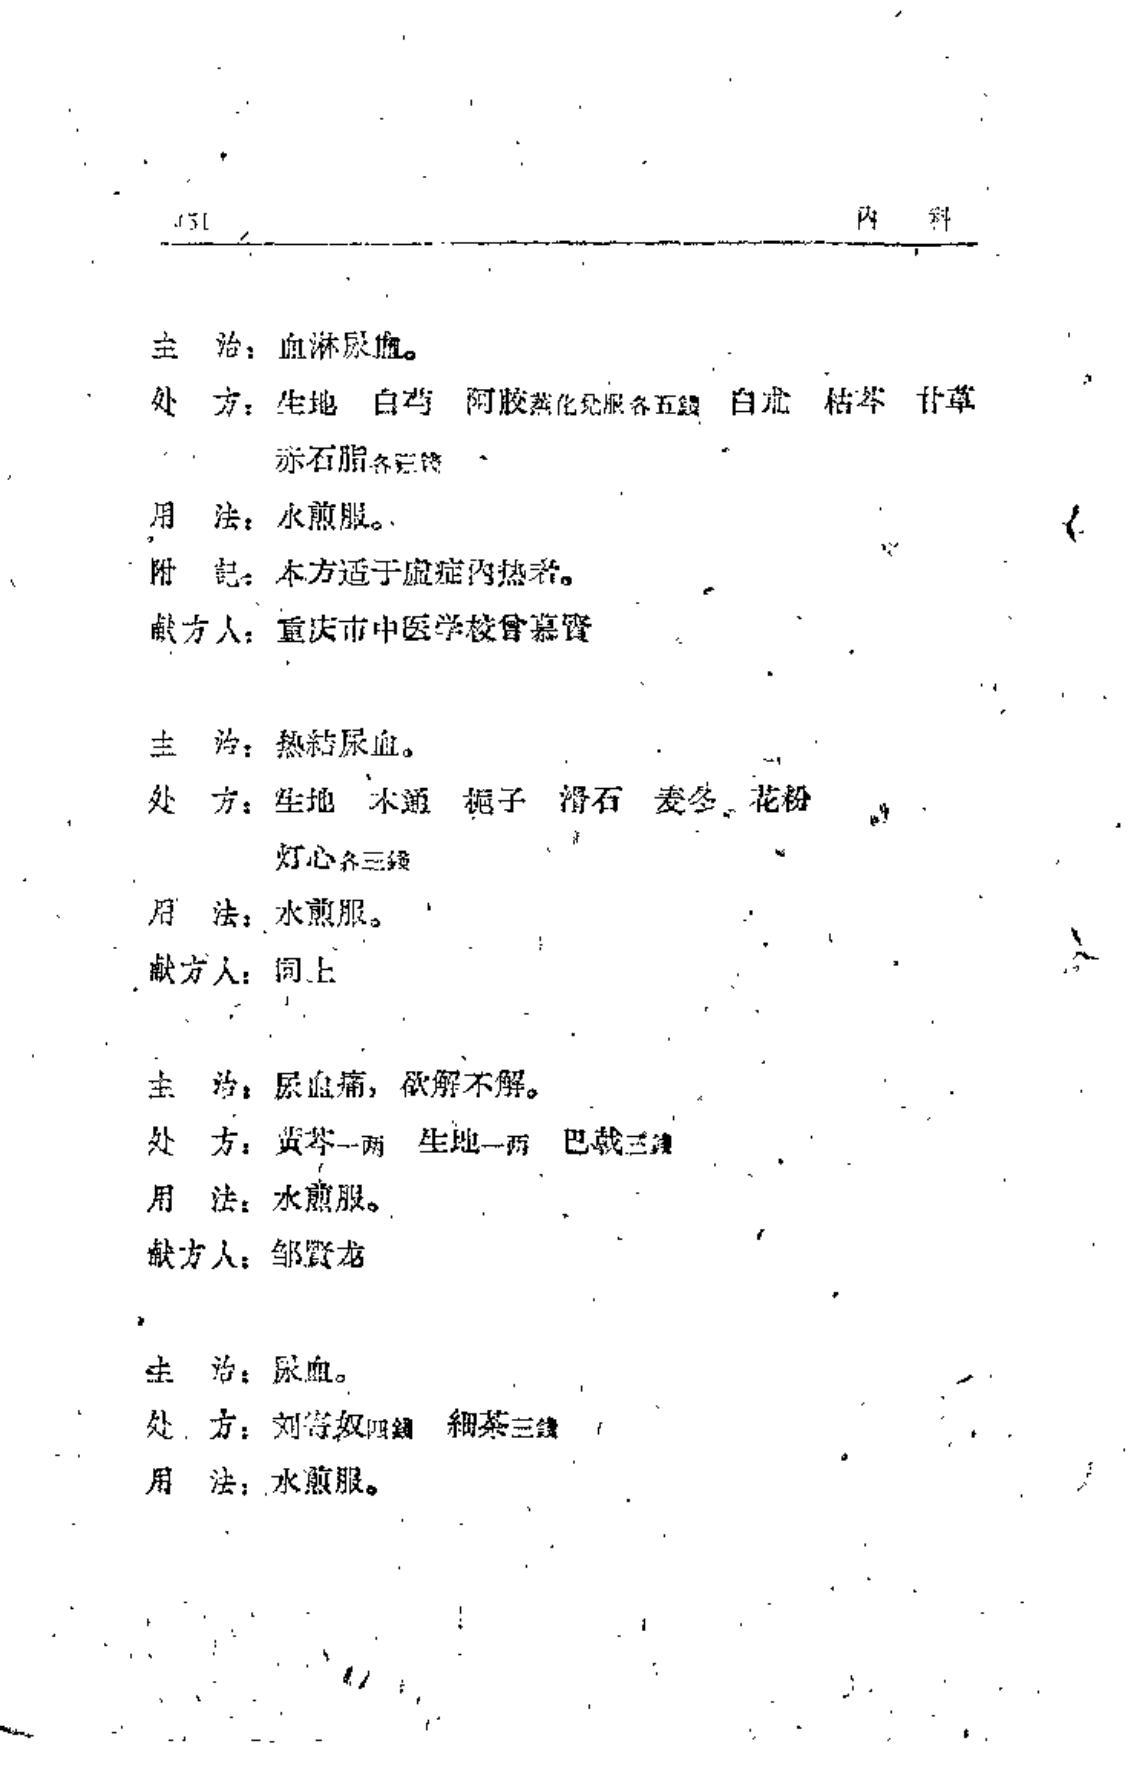 151 内 科
主 治：血淋尿血。
处 方：生地 白芍 阿胶蒸化兑服各五錢 白朮 枯芩 甘草
赤石脂各三錢
用 法：水煎服。
附 記：本方适于虛症內热者。
献方人：重庆市中医学校曾慕賢
主 治：热結尿血。
处 方：生地 木通 梔子 滑石 麦冬 花粉
灯心各三錢
用 法：水煎服。
献方人：同上
主 治：尿血痛，欲解不解。
处 方：黄芩一两 生地一两 巴戟三錢
用 法：水煎服。
献方人：邹賢龙
主 治：尿血。
处 方：刘寄奴四錢 細茶三錢
用 法：水煎服。